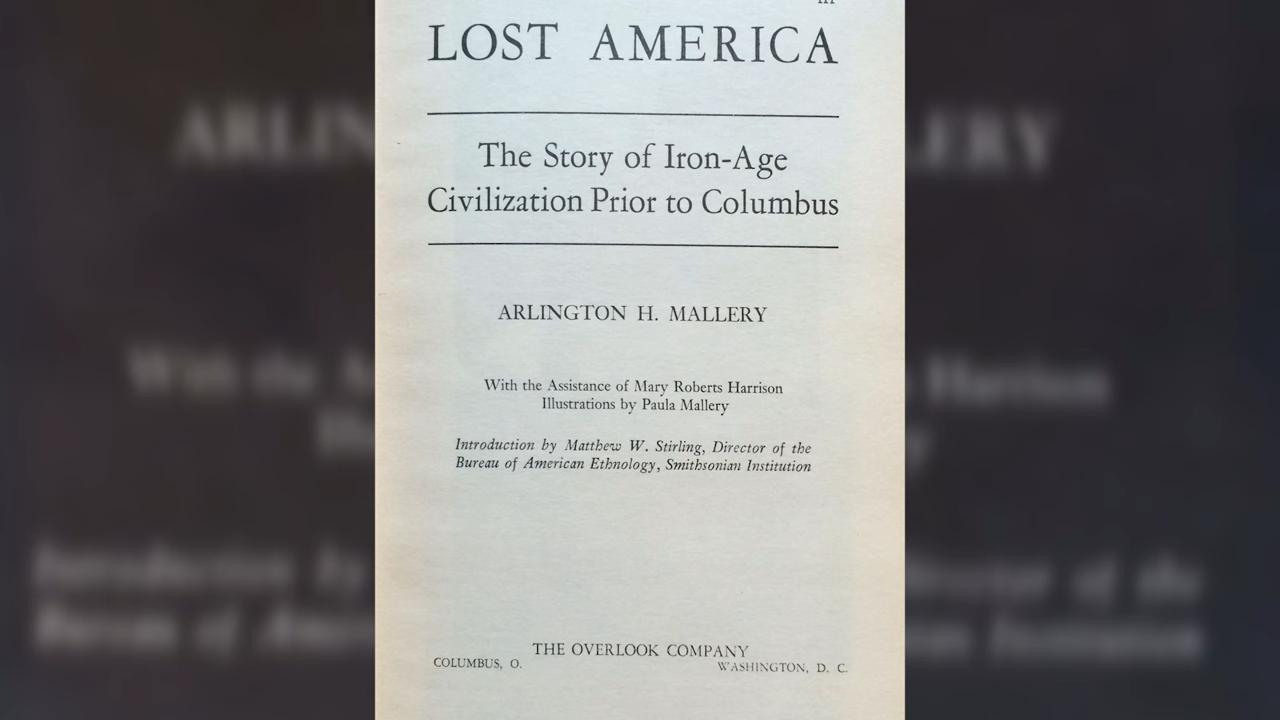 LOST AMERICA
The Story of Iron-Age
Civilization Prior to Columbus
ARLINGTON H. MALLERY
With the Assistance of Mary Roberts Harrison
Illustrations by Paula Mallery
Introduction by Matthew W. Stirling, Director of the
Bureau of American Ethnology, Smithsonian Institution
THE OVERLOOK COMPANY
COLUMBUS, O. WASHINGTON, D. C.